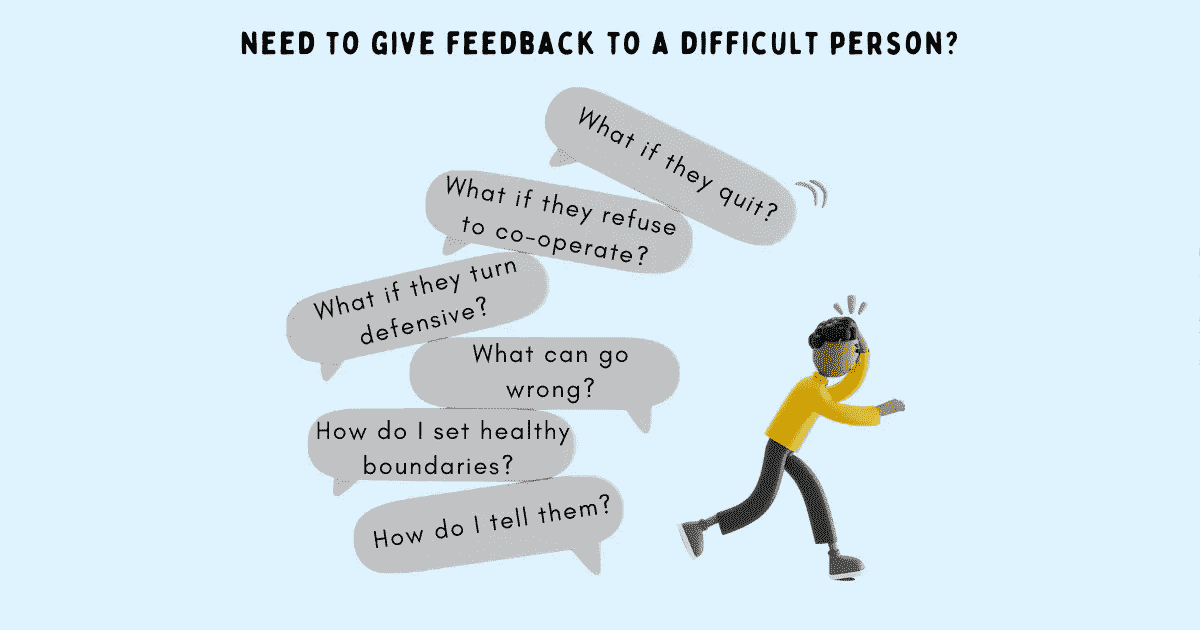 NEED TO GIVE FEEDBACK TO A DIFFICULT PERSON?
What if they quit?
What if they refuse
to co-operate?
What if they turn
defensive?
What can go
wrong?
How do I set healthy
boundaries?
How do I tell them?